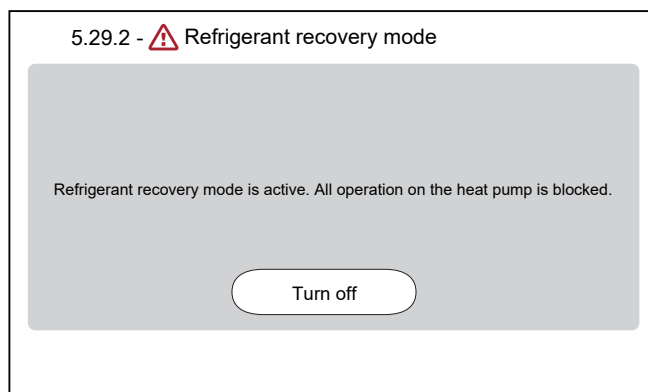 5.29.2 - Refrigerant recovery mode
Refrigerant recovery mode is active. All operation on the heat pump is blocked.
Turn off